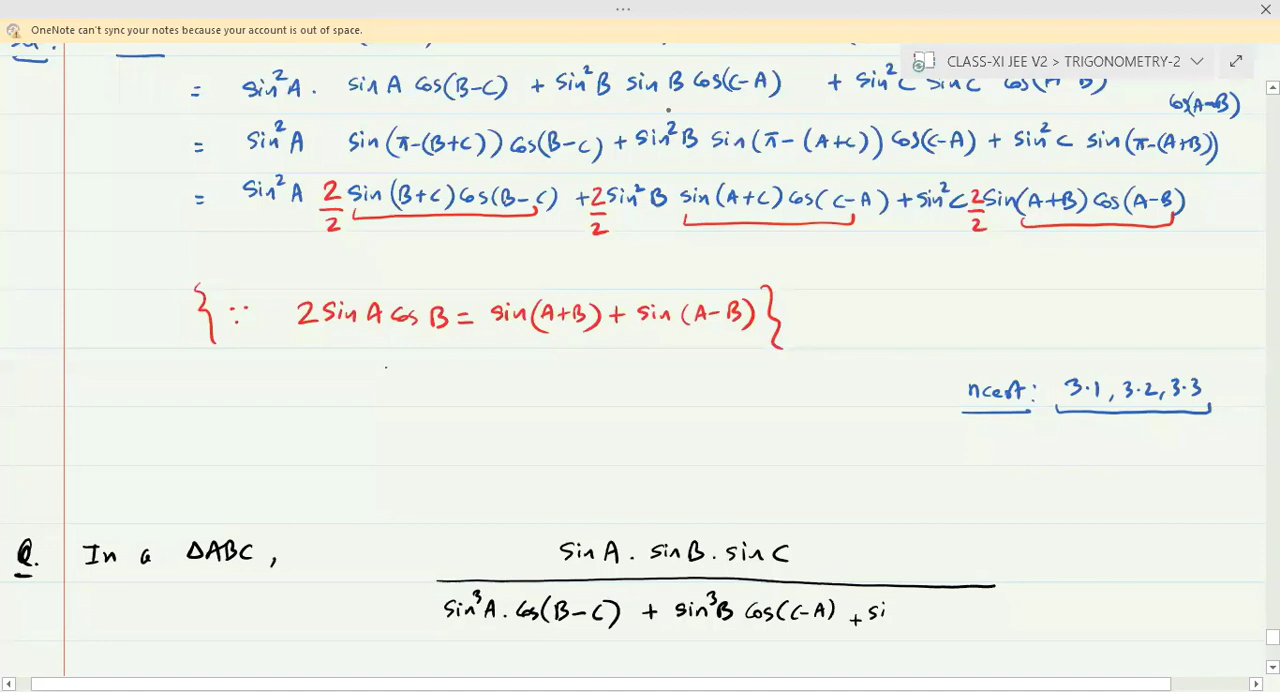 OneNote can't sync your notes because your account is out of space.
CLASS-XI JEE V2 > TRIGONOMETRY-2
= sin²A . sin A cos(B-C) + sin²B sin B cos(C-A) + sin²C sin C cos(A-B)
cos(A-B)
= sin²A sin(π-(B+C)) cos(B-C) + sin²B sin(π-(A+C)) cos(C-A) + sin²C sin(π-(A+B))
= sin²A 2/2 sin(B+C) cos(B-C) + 2/2 sin²B sin(A+C) cos(C-A) + sin²C 2/2 sin(A+B) cos(A-B)
{ ∵ 2 sin A cos B = sin(A+B) + sin(A-B) }
ncert: 3.1, 3.2, 3.3
Q. In a ΔABC, sin A . sin B . sin C
sin³A . cos(B-C) + sin³B cos(C-A) + si